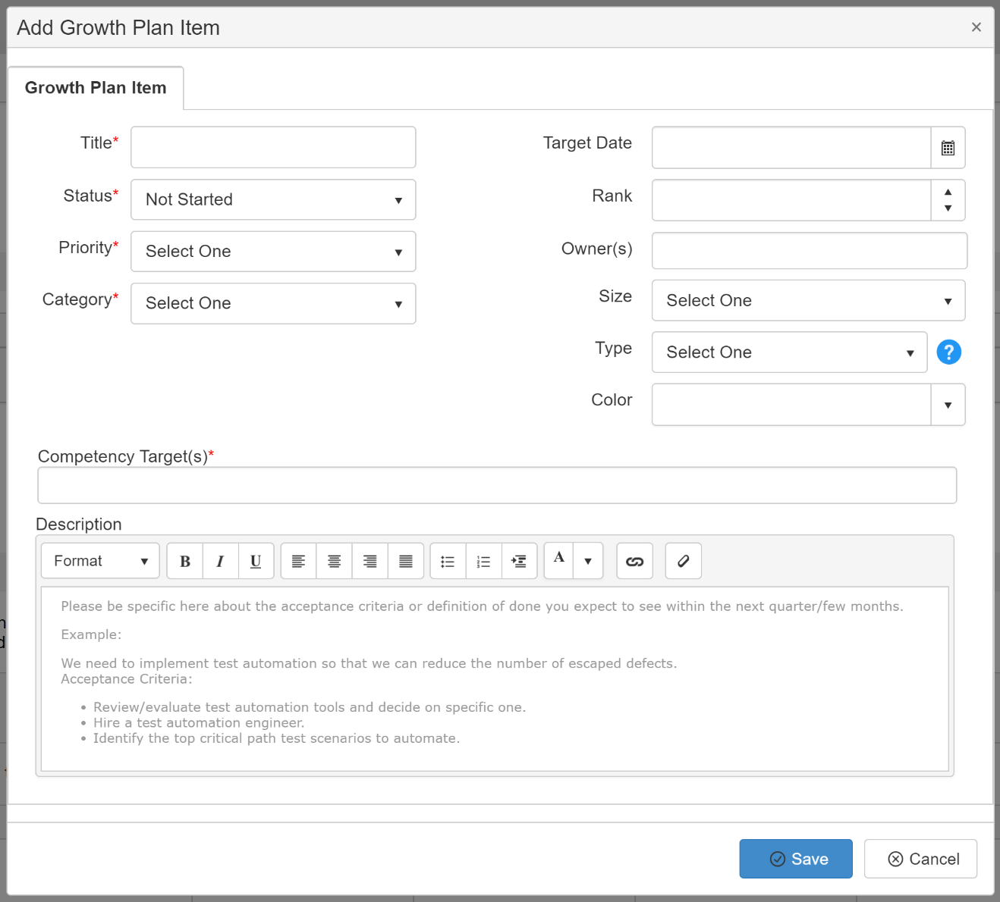 Add Growth Plan Item
×
Growth Plan Item
Title*
Target Date
Status*
Not Started
Rank
Priority*
Select One
Owner(s)
Category*
Select One
Size
Select One
Type
Select One
?
Color
Competency Target(s)*
Description
Format
B I U
A
Please be specific here about the acceptance criteria or definition of done you expect to see within the next quarter/few months.
Example:
We need to implement test automation so that we can reduce the number of escaped defects.
Acceptance Criteria:
• Review/evaluate test automation tools and decide on specific one.
• Hire a test automation engineer.
• Identify the top critical path test scenarios to automate.
Save
Cancel